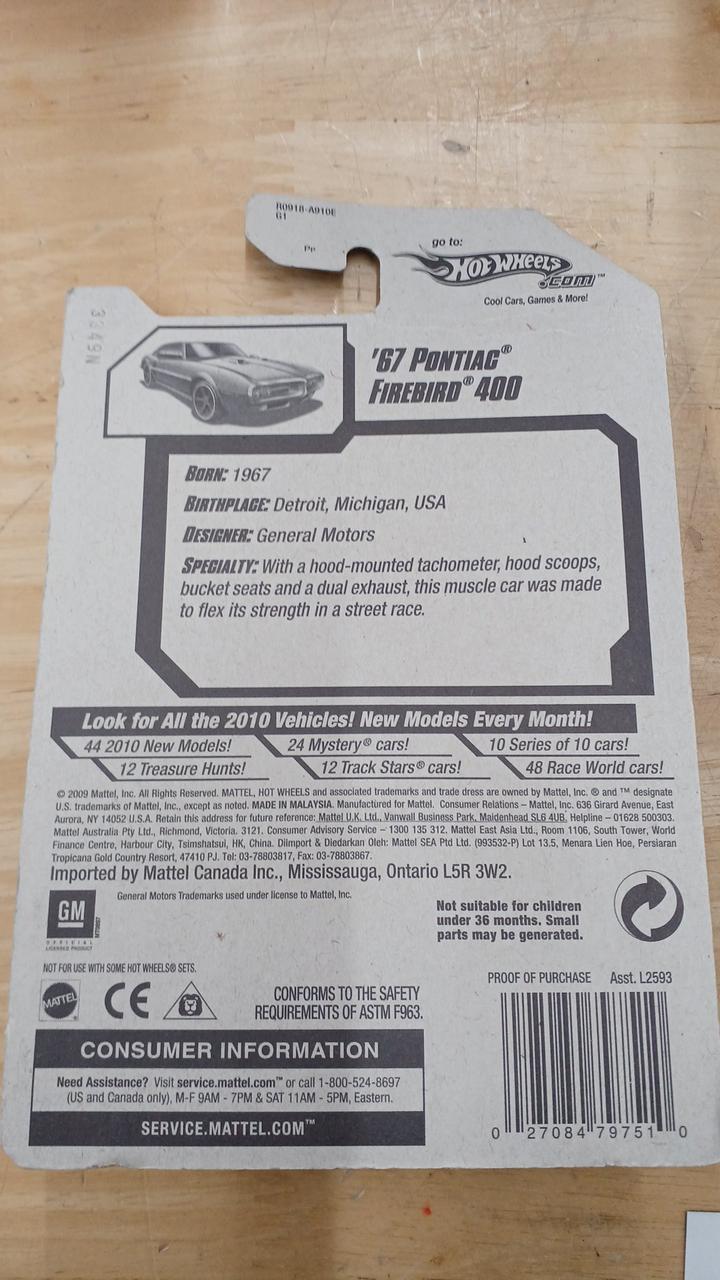 R0918-A910E
G1
PP
go to:
HOT WHEELS
.COM™
Cool Cars, Games & More!
3349N
'67 PONTIAC®
FIREBIRD® 400
BORN: 1967
BIRTHPLACE: Detroit, Michigan, USA
DESIGNER: General Motors
SPECIALTY: With a hood-mounted tachometer, hood scoops,
bucket seats and a dual exhaust, this muscle car was made
to flex its strength in a street race.
Look for All the 2010 Vehicles! New Models Every Month!
44 2010 New Models! 24 Mystery® cars! 10 Series of 10 cars!
12 Treasure Hunts! 12 Track Stars® cars! 48 Race World cars!
© 2009 Mattel, Inc. All Rights Reserved. MATTEL, HOT WHEELS and associated trademarks and trade dress are owned by Mattel, Inc. ® and ™ designate
U.S. trademarks of Mattel, Inc., except as noted. MADE IN MALAYSIA. Manufactured for Mattel. Consumer Relations – Mattel, Inc. 636 Girard Avenue, East
Aurora, NY 14052 U.S.A. Retain this address for future reference: Mattel U.K. Ltd., Vanwall Business Park, Maidenhead SL6 4UB. Helpline – 01628 500303.
Mattel Australia Pty Ltd., Richmond, Victoria. 3121. Consumer Advisory Service – 1300 135 312. Mattel East Asia Ltd., Room 1106, South Tower, World
Finance Centre, Harbour City, Tsimshatsui, HK, China. Diimport & Diedarkan Oleh: Mattel SEA Ptd Ltd. (993532-P) Lot 13.5, Menara Lien Hoe, Persiaran
Tropicana Gold Country Resort, 47410 PJ. Tel: 03-78803817, Fax: 03-78803867.
Imported by Mattel Canada Inc., Mississauga, Ontario L5R 3W2.
GM
OFFICIAL
LICENSED PRODUCT
General Motors Trademarks used under license to Mattel, Inc.
Not suitable for children
under 36 months. Small
parts may be generated.
NOT FOR USE WITH SOME HOT WHEELS® SETS.
MATTEL
CE
CONFORMS TO THE SAFETY
REQUIREMENTS OF ASTM F963.
PROOF OF PURCHASE Asst. L2593
CONSUMER INFORMATION
Need Assistance? Visit service.mattel.com™ or call 1-800-524-8697
(US and Canada only), M-F 9AM - 7PM & SAT 11AM - 5PM, Eastern.
SERVICE.MATTEL.COM™
0 27084 79751 0